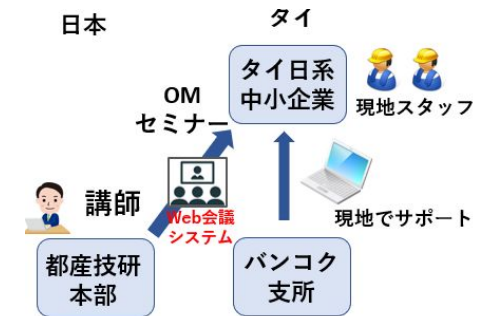 日本
タイ
タイ日系
中小企業
現地スタッフ
OM
セミナー
講師
Web会議
システム
現地でサポート
都産技研
本部
バンコク
支所